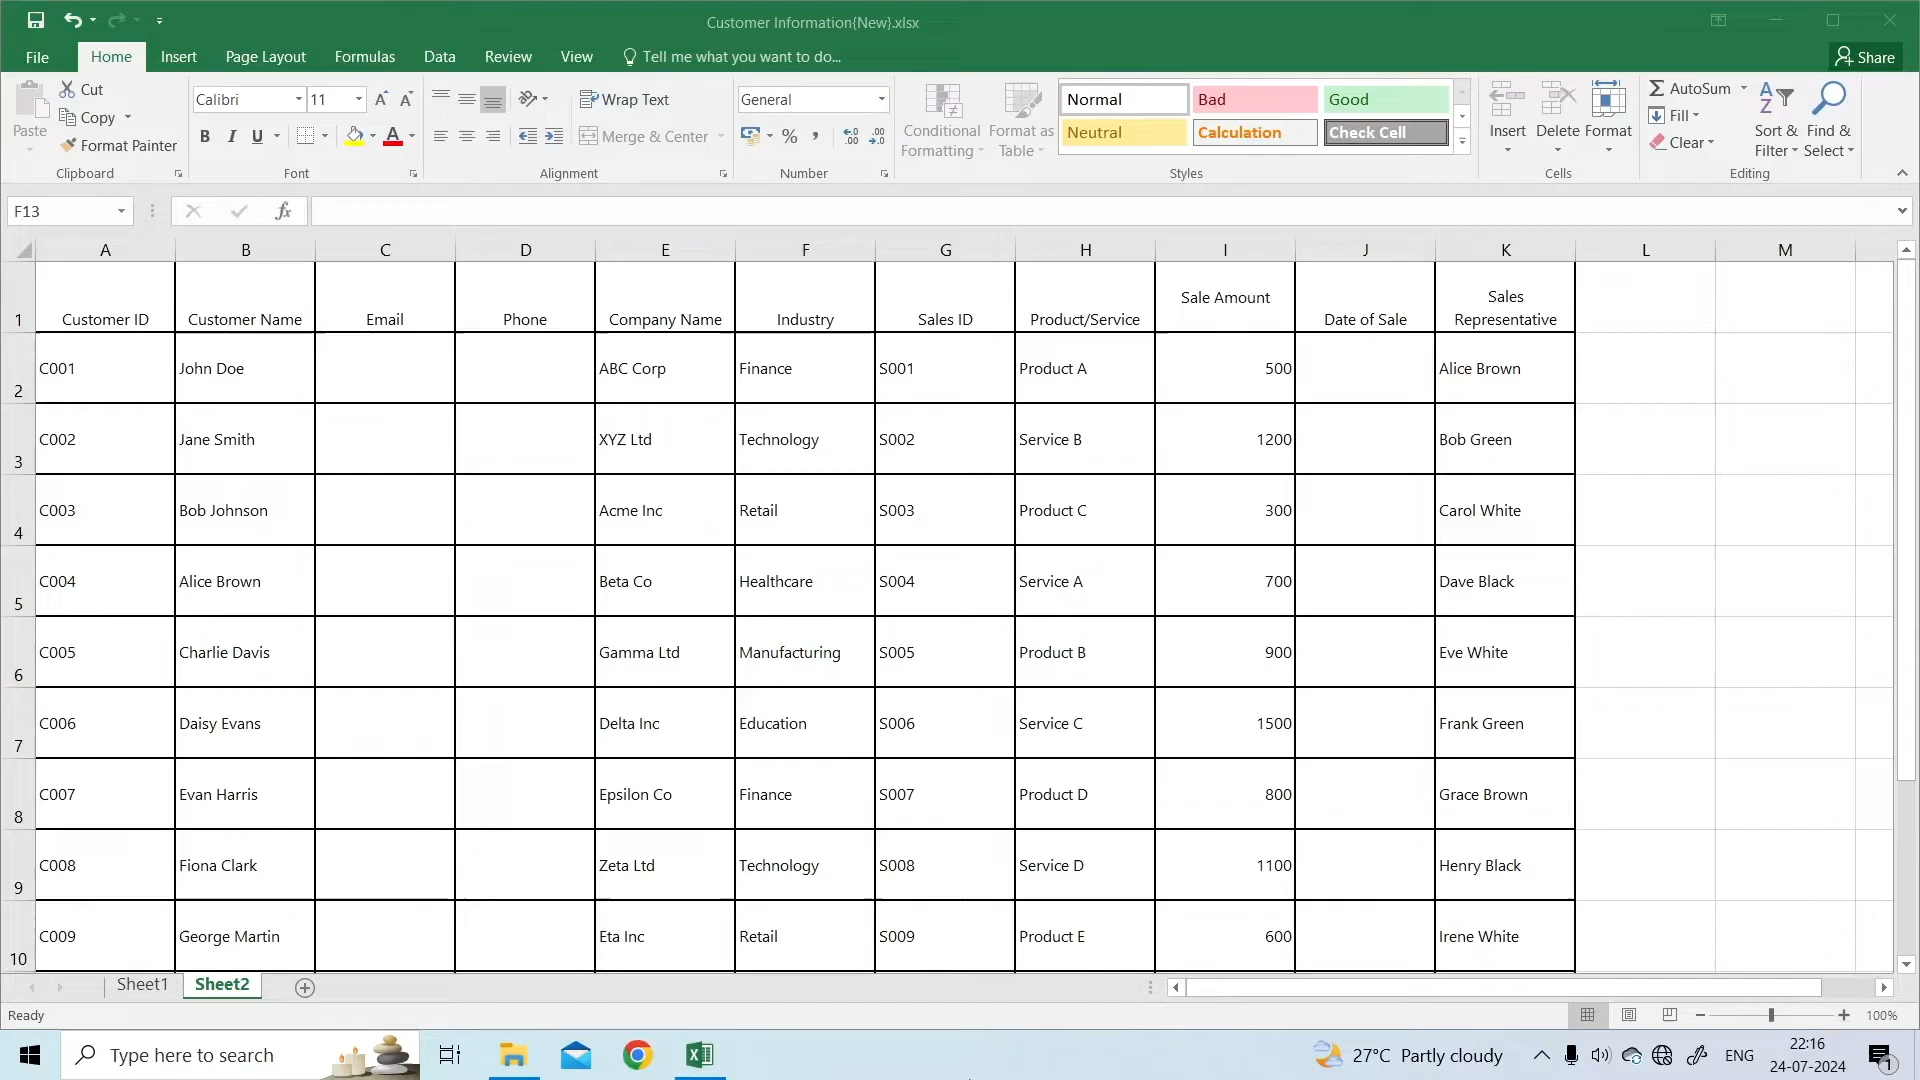 Customer Information{New}.xlsx
File Home Insert Page Layout Formulas Data Review View Tell me what you want to do... Share
Cut
Copy
Format Painter
Paste
Clipboard
Calibri 11
B I U
Font
Wrap Text
Merge & Center
Alignment
General
%
Number
Conditional Formatting
Format as Table
Normal Bad Good
Neutral Calculation Check Cell
Styles
Insert Delete Format
Cells
AutoSum
Fill
Clear
Sort & Filter
Find & Select
Editing
F13 fx
A B C D E F G H I J K L M
1 Customer ID Customer Name Email Phone Company Name Industry Sales ID Product/Service Sale Amount Date of Sale Sales Representative
2 C001 John Doe ABC Corp Finance S001 Product A 500 Alice Brown
3 C002 Jane Smith XYZ Ltd Technology S002 Service B 1200 Bob Green
4 C003 Bob Johnson Acme Inc Retail S003 Product C 300 Carol White
5 C004 Alice Brown Beta Co Healthcare S004 Service A 700 Dave Black
6 C005 Charlie Davis Gamma Ltd Manufacturing S005 Product B 900 Eve White
7 C006 Daisy Evans Delta Inc Education S006 Service C 1500 Frank Green
8 C007 Evan Harris Epsilon Co Finance S007 Product D 800 Grace Brown
9 C008 Fiona Clark Zeta Ltd Technology S008 Service D 1100 Henry Black
10 C009 George Martin Eta Inc Retail S009 Product E 600 Irene White
Sheet1 Sheet2
Ready 100%
Type here to search 27°C Partly cloudy ENG 22:16
24-07-2024 1